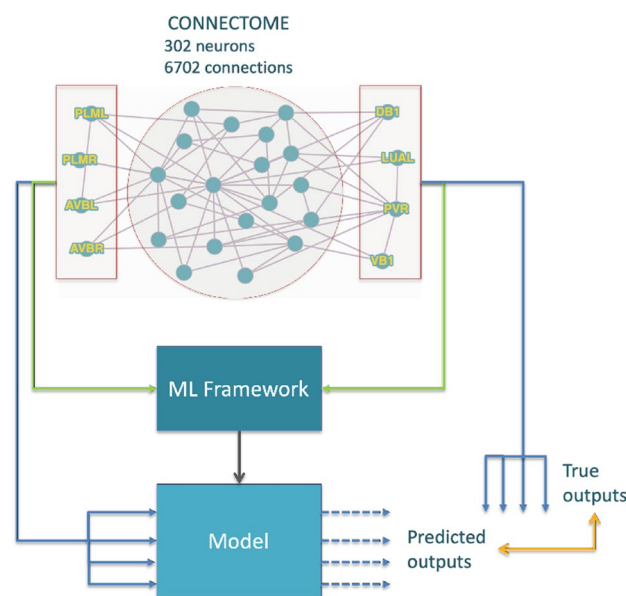 CONNECTOME
302 neurons
6702 connections
PLML
PLMR
AVBL
AVBR
DB1
LUAL
PVR
VB1
ML Framework
Model
Predicted
outputs
True
outputs